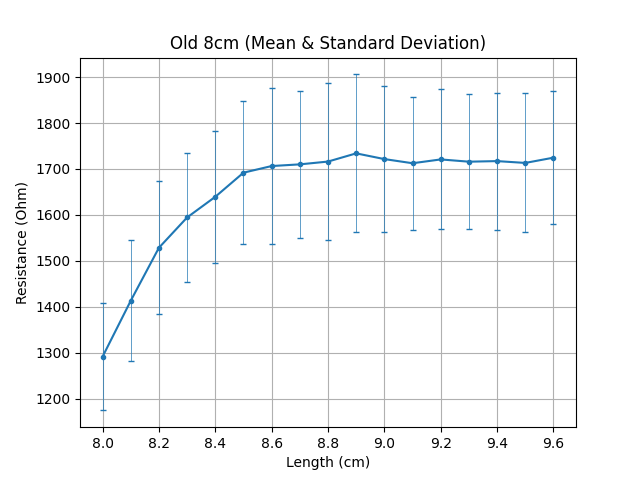 Old 8cm (Mean & Standard Deviation)
1900
1800
1700
1600
1500
1400
1300
1200
Resistance (Ohm)
8.0 8.2 8.4 8.6 8.8 9.0 9.2 9.4 9.6
Length (cm)